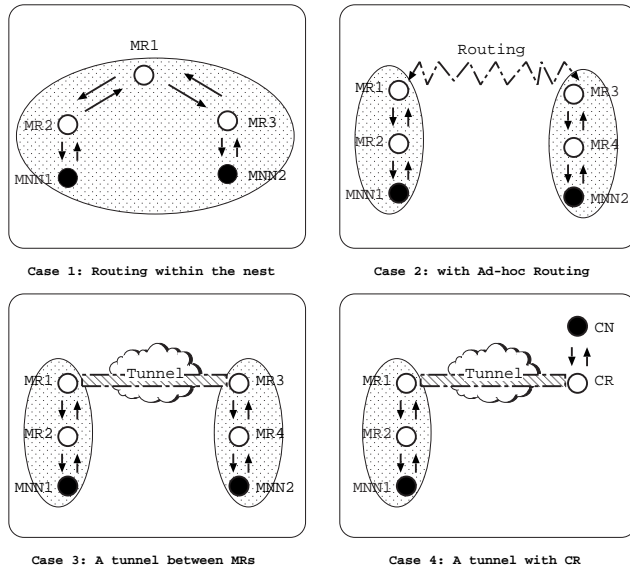 MR1
MR2
MR3
MNN1
MNN2
Case 1: Routing within the nest
Routing
MR1
MR3
MR2
MR4
MNN1
MNN2
Case 2: with Ad-hoc Routing
Tunnel
MR1
MR3
MR2
MR4
MNN1
MNN2
Case 3: A tunnel between MRs
CN
Tunnel
MR1
CR
MR2
MNN1
Case 4: A tunnel with CR